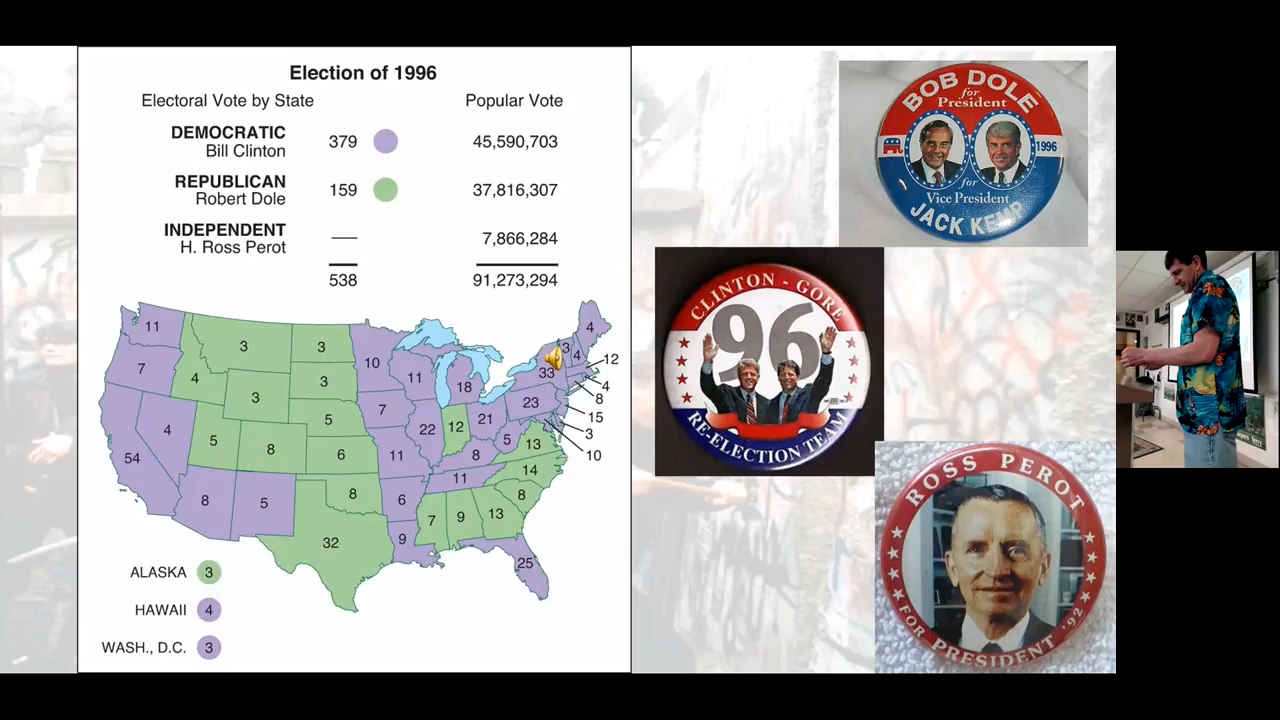 Election of 1996
Electoral Vote by State Popular Vote
DEMOCRATIC
Bill Clinton 379 45,590,703
REPUBLICAN
Robert Dole 159 37,816,307
INDEPENDENT
H. Ross Perot — 7,866,284
538 91,273,294
11
7
54
4
4
3
3
3
3
5
5
8
6
8
5
8
32
10
7
11
6
9
11
22
18
12
21
8
11
7
9
13
25
8
14
13
5
23
33
3
4
4
12
4
8
15
3
10
ALASKA 3
HAWAII 4
WASH., D.C. 3
BOB DOLE
for
President
1996
for
Vice President
JACK KEMP
CLINTON - GORE
96
RE-ELECTION TEAM
ROSS PEROT
FOR PRESIDENT '92